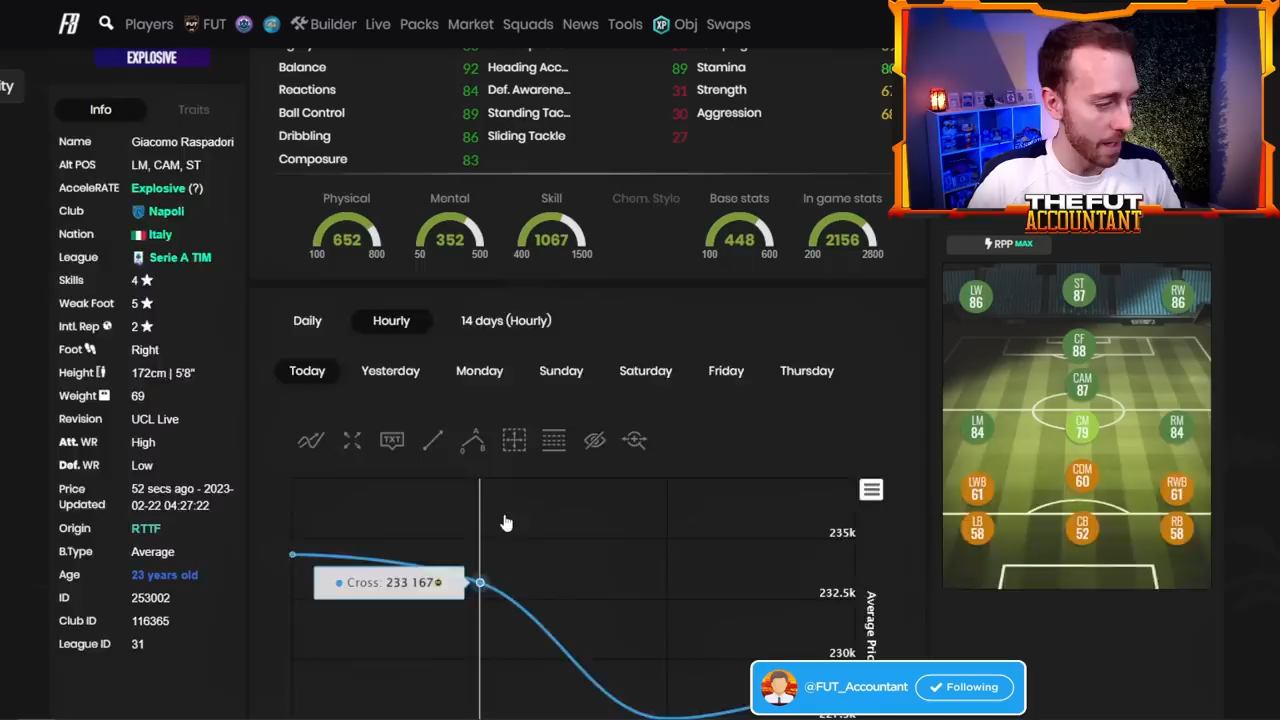 Players FUT Builder Live Packs Market Squads News Tools Obj Swaps
EXPLOSIVE
ty
Info Traits
Name Giacomo Raspadori
Alt POS LM, CAM, ST
AcceleRATE Explosive (?)
Club Napoli
Nation Italy
League Serie A TIM
Skills 4
Weak Foot 5
Intl. Rep 2
Foot Right
Height 172cm | 5'8"
Weight 69
Revision UCL Live
Att. WR High
Def. WR Low
Price Updated 52 secs ago - 2023-02-22 04:27:22
Origin RTTF
B.Type Average
Age 23 years old
ID 253002
Club ID 116365
League ID 31
Balance 92 Heading Acc... 89 Stamina
Reactions 84 Def. Awarene... 31 Strength
Ball Control 89 Standing Tac... 30 Aggression
Dribbling 86 Sliding Tackle 27
Composure 83
Physical Mental Skill Chem. Style Base stats In game stats
652 352 1067 448 2156
100 800 50 500 40 1500 100 600 200 2800
Daily Hourly 14 days (Hourly)
Today Yesterday Monday Sunday Saturday Friday Thursday
TXT
A
235k
Cross: 233 167
232.5k
230k
THE FUT
ACCOUNTANT
RPP MAX
LW 86
ST 87
RW 86
CF 88
CAM 87
LM 84
CM 79
RM 84
CDM 60
LWB 61
RWB 61
LB 58
CB 52
RB 58
@FUT_Accountant Following